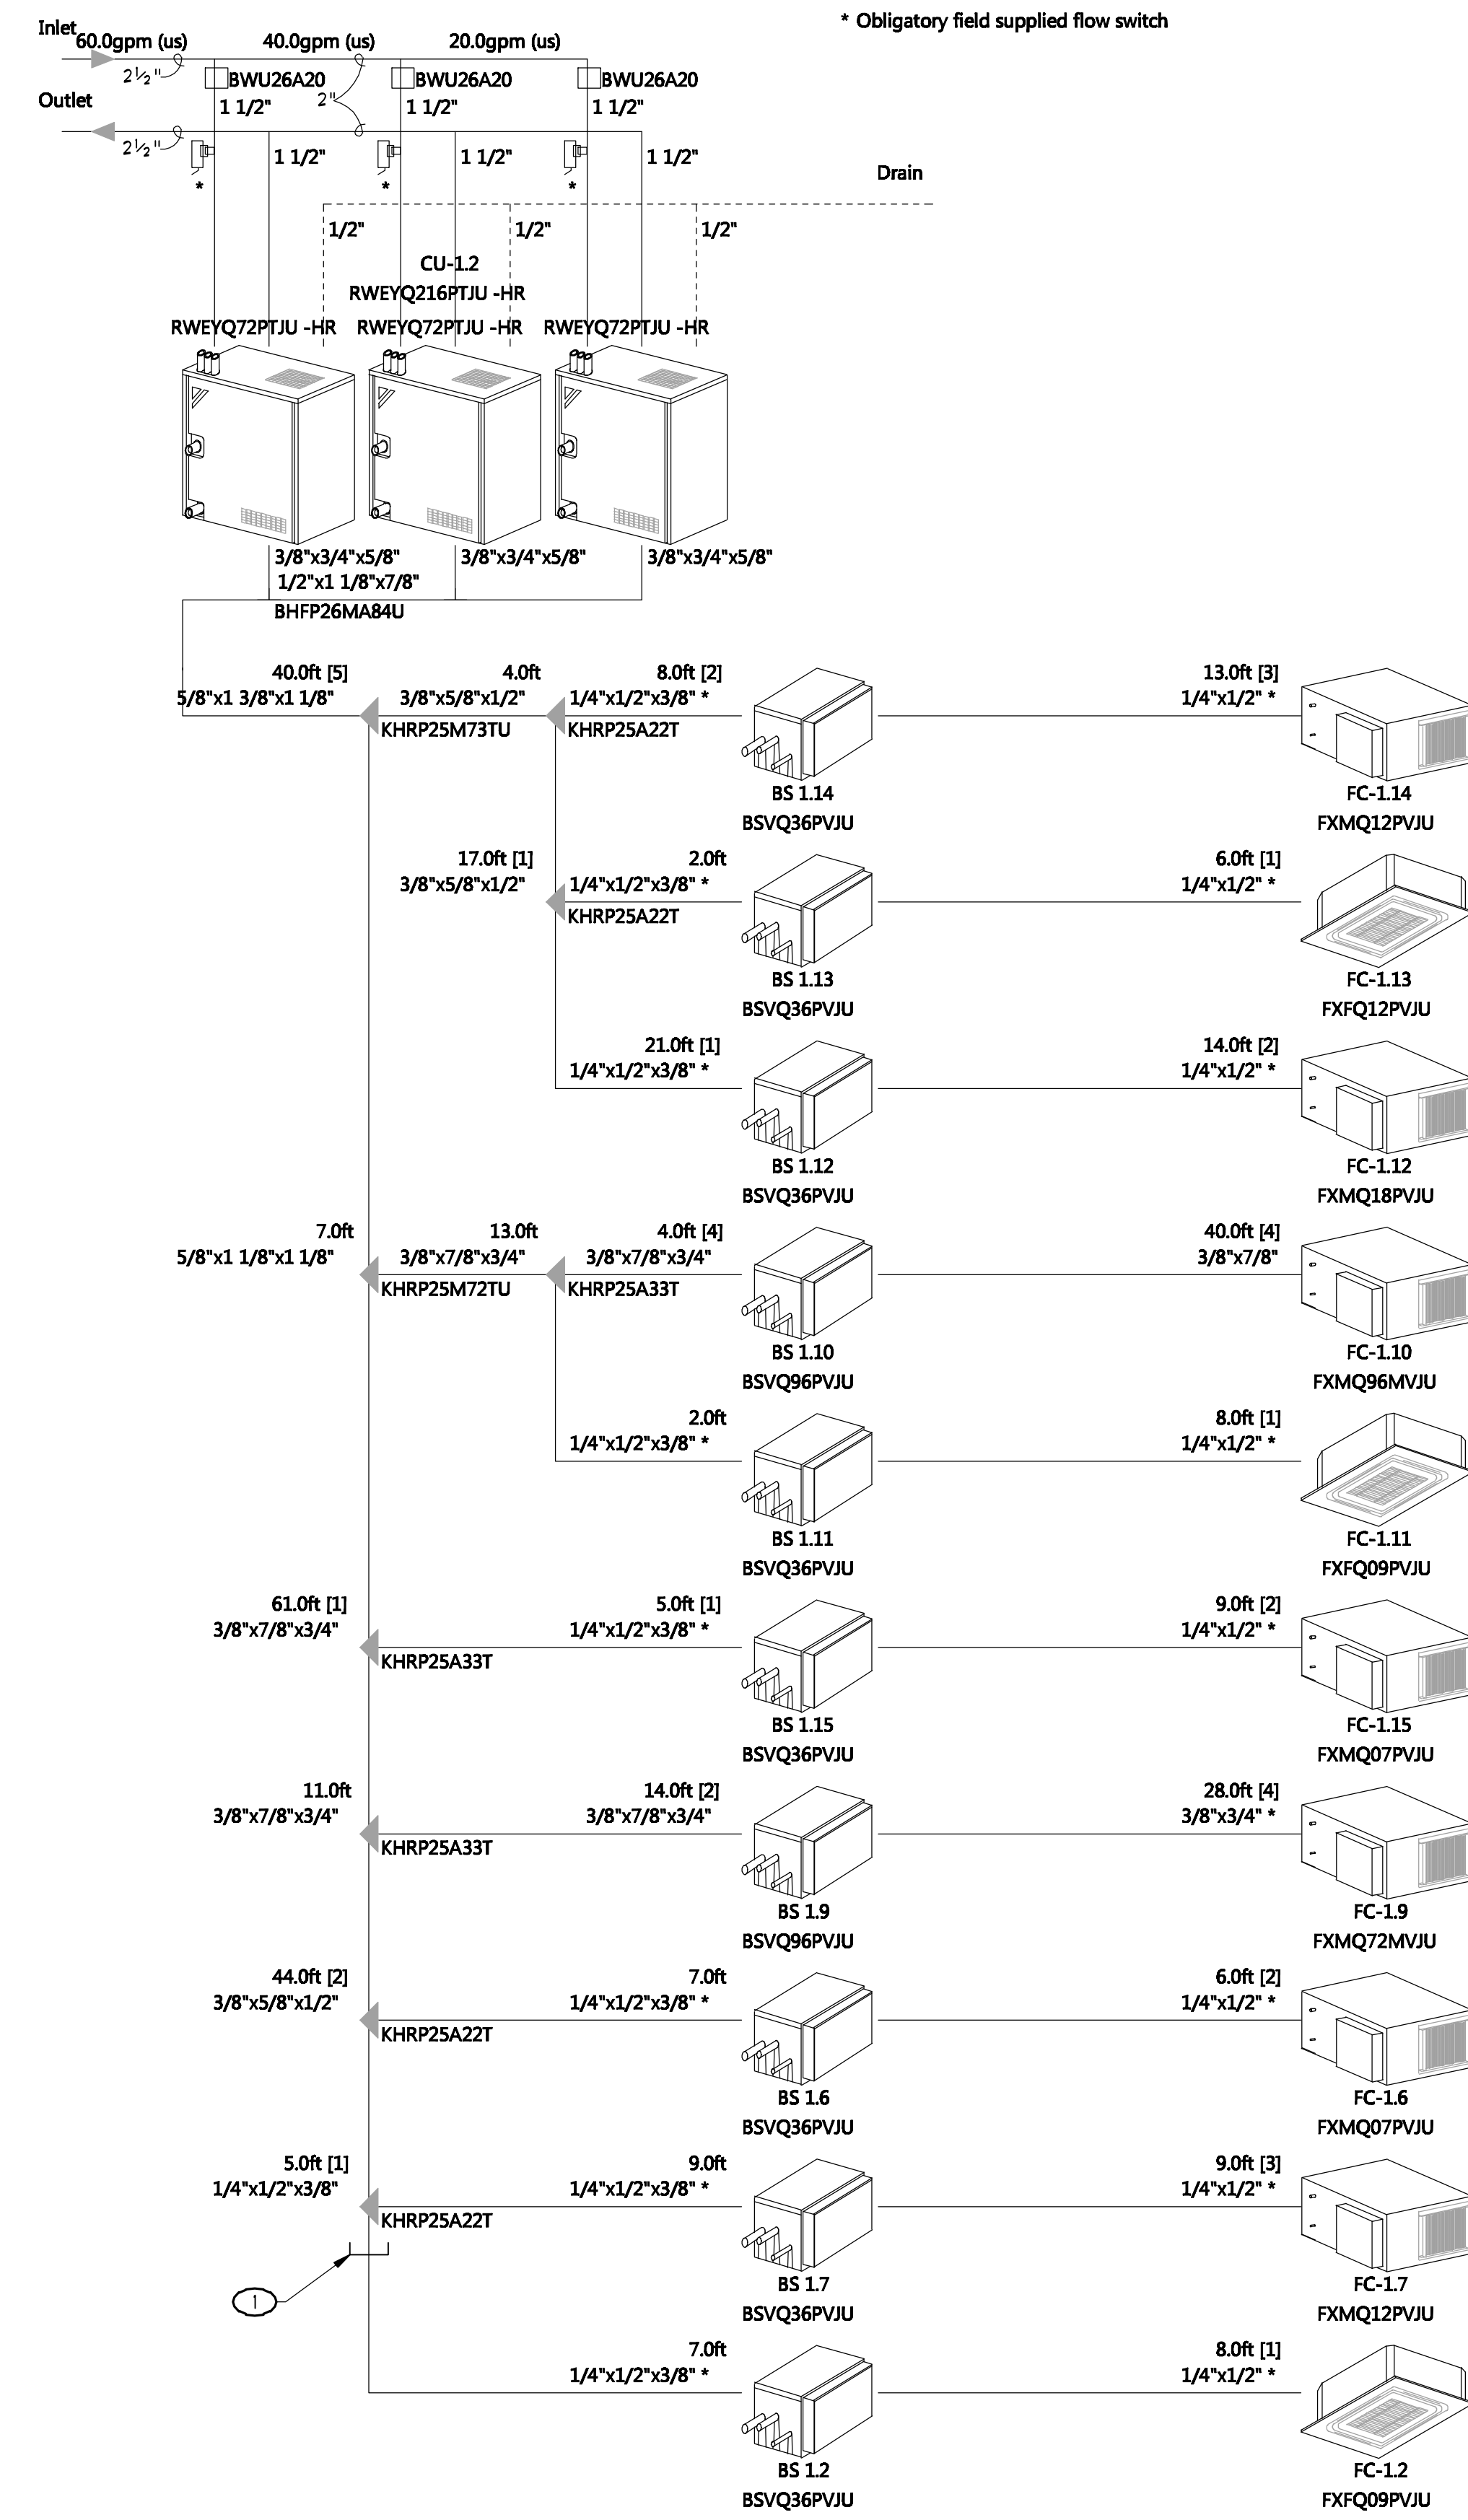 * Obligatory field supplied flow switch
Inlet
60.0gpm (us) 40.0gpm (us) 20.0gpm (us)
2½" BWU26A20 BWU26A20 BWU26A20
Outlet 1 1/2" 2" 1 1/2" 1 1/2"
2½" 1 1/2" 1 1/2" 1 1/2"
* * *
Drain
1/2" 1/2" 1/2"
CU-1.2
RWEYQ216PTJU -HR
RWEYQ72PTJU -HR RWEYQ72PTJU -HR RWEYQ72PTJU -HR
3/8"x3/4"x5/8" 3/8"x3/4"x5/8" 3/8"x3/4"x5/8"
1/2"x1 1/8"x7/8"
BHFP26MA84U
40.0ft [5] 4.0ft 8.0ft [2] 13.0ft [3]
5/8"x1 3/8"x1 1/8" 3/8"x5/8"x1/2" 1/4"x1/2"x3/8" * 1/4"x1/2" *
KHRP25M73TU KHRP25A22T
BS 1.14 FC-1.14
BSVQ36PVJU FXMQ12PVJU
17.0ft [1] 2.0ft 6.0ft [1]
3/8"x5/8"x1/2" 1/4"x1/2"x3/8" * 1/4"x1/2" *
KHRP25A22T
BS 1.13 FC-1.13
BSVQ36PVJU FXFQ12PVJU
21.0ft [1] 14.0ft [2]
1/4"x1/2"x3/8" * 1/4"x1/2" *
BS 1.12 FC-1.12
BSVQ36PVJU FXMQ18PVJU
7.0ft 13.0ft 4.0ft [4] 40.0ft [4]
5/8"x1 1/8"x1 1/8" 3/8"x7/8"x3/4" 3/8"x7/8"x3/4" 3/8"x7/8"
KHRP25M72TU KHRP25A33T
BS 1.10 FC-1.10
BSVQ96PVJU FXMQ96MVJU
2.0ft 8.0ft [1]
1/4"x1/2"x3/8" * 1/4"x1/2" *
BS 1.11 FC-1.11
BSVQ36PVJU FXFQ09PVJU
61.0ft [1] 5.0ft [1] 9.0ft [2]
3/8"x7/8"x3/4" 1/4"x1/2"x3/8" * 1/4"x1/2" *
KHRP25A33T
BS 1.15 FC-1.15
BSVQ36PVJU FXMQ07PVJU
11.0ft 14.0ft [2] 28.0ft [4]
3/8"x7/8"x3/4" 3/8"x7/8"x3/4" 3/8"x3/4" *
KHRP25A33T
BS 1.9 FC-1.9
BSVQ96PVJU FXMQ72MVJU
44.0ft [2] 7.0ft 6.0ft [2]
3/8"x5/8"x1/2" 1/4"x1/2"x3/8" * 1/4"x1/2" *
KHRP25A22T
BS 1.6 FC-1.6
BSVQ36PVJU FXMQ07PVJU
5.0ft [1] 9.0ft 9.0ft [3]
1/4"x1/2"x3/8" 1/4"x1/2"x3/8" * 1/4"x1/2" *
KHRP25A22T
BS 1.7 FC-1.7
1
BSVQ36PVJU FXMQ12PVJU
7.0ft 8.0ft [1]
1/4"x1/2"x3/8" * 1/4"x1/2" *
BS 1.2 FC-1.2
BSVQ36PVJU FXFQ09PVJU